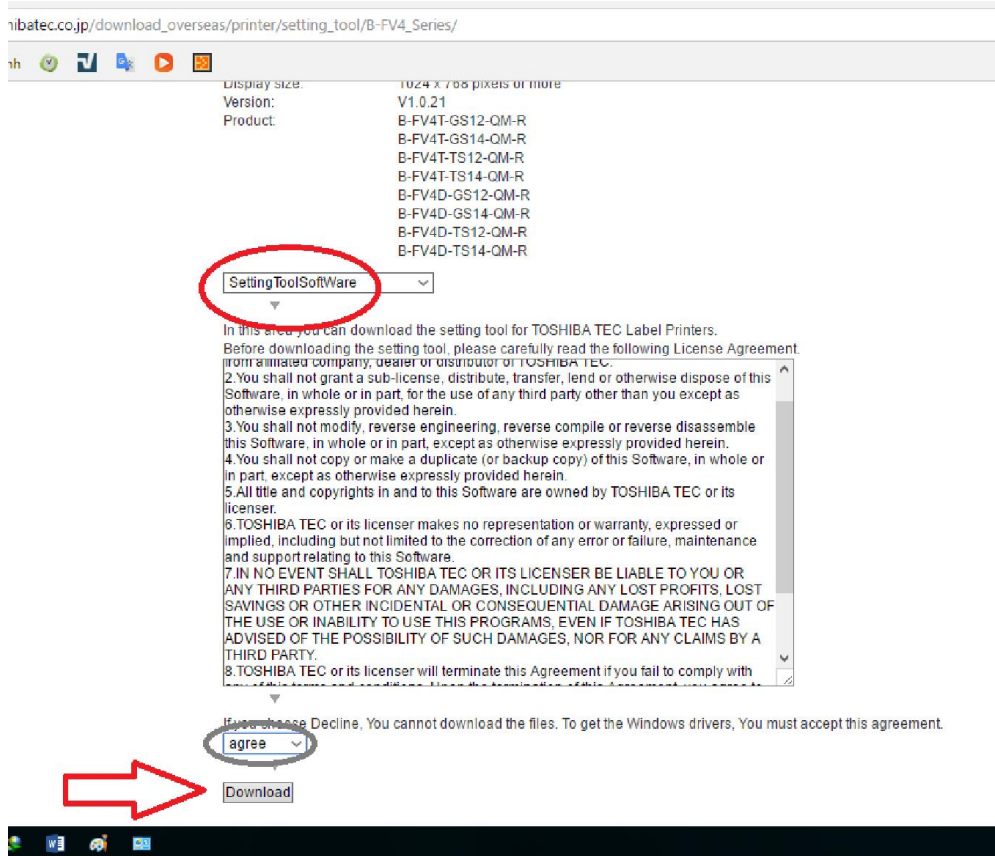 hibatec.co.jp/download_overseas/printer/setting_tool/B-FV4_Series/
nh
Display size: 1024 x 768 pixels or more
Version: V1.0.21
Product: B-FV4T-GS12-QM-R
B-FV4T-GS14-QM-R
B-FV4T-TS12-QM-R
B-FV4T-TS14-QM-R
B-FV4D-GS12-QM-R
B-FV4D-GS14-QM-R
B-FV4D-TS12-QM-R
B-FV4D-TS14-QM-R
SettingToolSoftWare
In this area you can download the setting tool for TOSHIBA TEC Label Printers.
Before downloading the setting tool, please carefully read the following License Agreement.
from affiliated company, dealer or distributor of TOSHIBA TEC.
2.You shall not grant a sub-license, distribute, transfer, lend or otherwise dispose of this
Software, in whole or in part, for the use of any third party other than you except as
otherwise expressly provided herein.
3.You shall not modify, reverse engineering, reverse compile or reverse disassemble
this Software, in whole or in part, except as otherwise expressly provided herein.
4.You shall not copy or make a duplicate (or backup copy) of this Software, in whole or
in part, except as otherwise expressly provided herein.
5.All title and copyrights in and to this Software are owned by TOSHIBA TEC or its
licenser.
6.TOSHIBA TEC or its licenser makes no representation or warranty, expressed or
implied, including but not limited to the correction of any error or failure, maintenance
and support relating to this Software.
7.IN NO EVENT SHALL TOSHIBA TEC OR ITS LICENSER BE LIABLE TO YOU OR
ANY THIRD PARTIES FOR ANY DAMAGES, INCLUDING ANY LOST PROFITS, LOST
SAVINGS OR OTHER INCIDENTAL OR CONSEQUENTIAL DAMAGE ARISING OUT OF
THE USE OR INABILITY TO USE THIS PROGRAMS, EVEN IF TOSHIBA TEC HAS
ADVISED OF THE POSSIBILITY OF SUCH DAMAGES, NOR FOR ANY CLAIMS BY A
THIRD PARTY.
8.TOSHIBA TEC or its licenser will terminate this Agreement if you fail to comply with
any of this terms and conditions. Upon the termination of this Agreement, you agree to
If you choose Decline, You cannot download the files. To get the Windows drivers, You must accept this agreement.
agree
Download